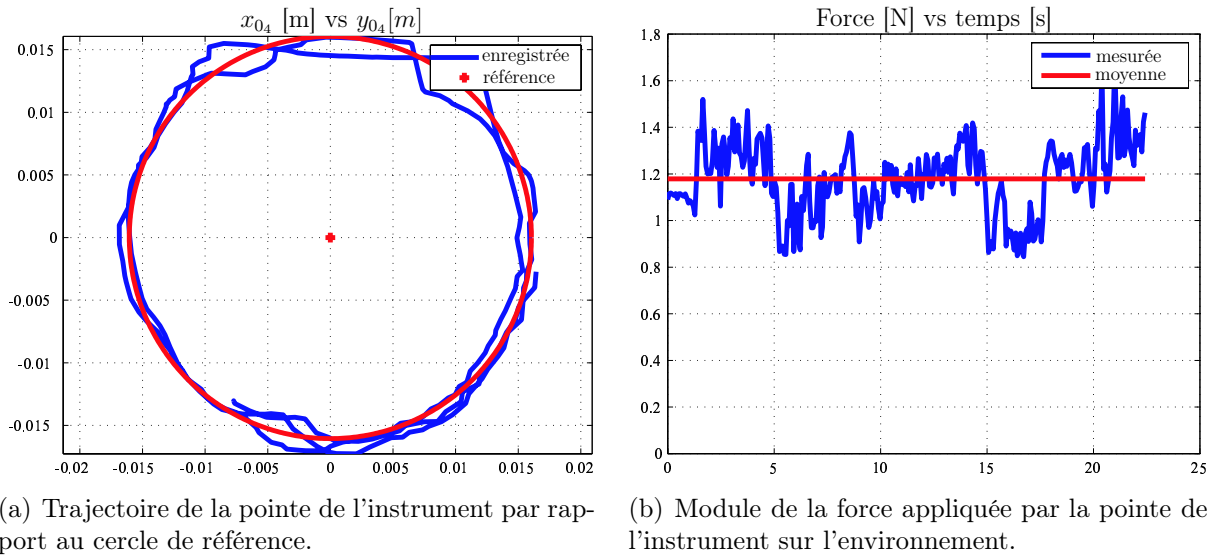 x₀₄ [m] vs y₀₄[m]
enregistrée
référence
0.015
0.01
0.005
0
-0.005
-0.01
-0.015
-0.02 -0.015 -0.01 -0.005 0 0.005 0.01 0.015 0.02
(a) Trajectoire de la pointe de l'instrument par rap-
port au cercle de référence.
Force [N] vs temps [s]
mesurée
moyenne
1.8
1.6
1.4
1.2
1
0.8
0.6
0.4
0.2
0
0 5 10 15 20 25
(b) Module de la force appliquée par la pointe de
l'instrument sur l'environnement.